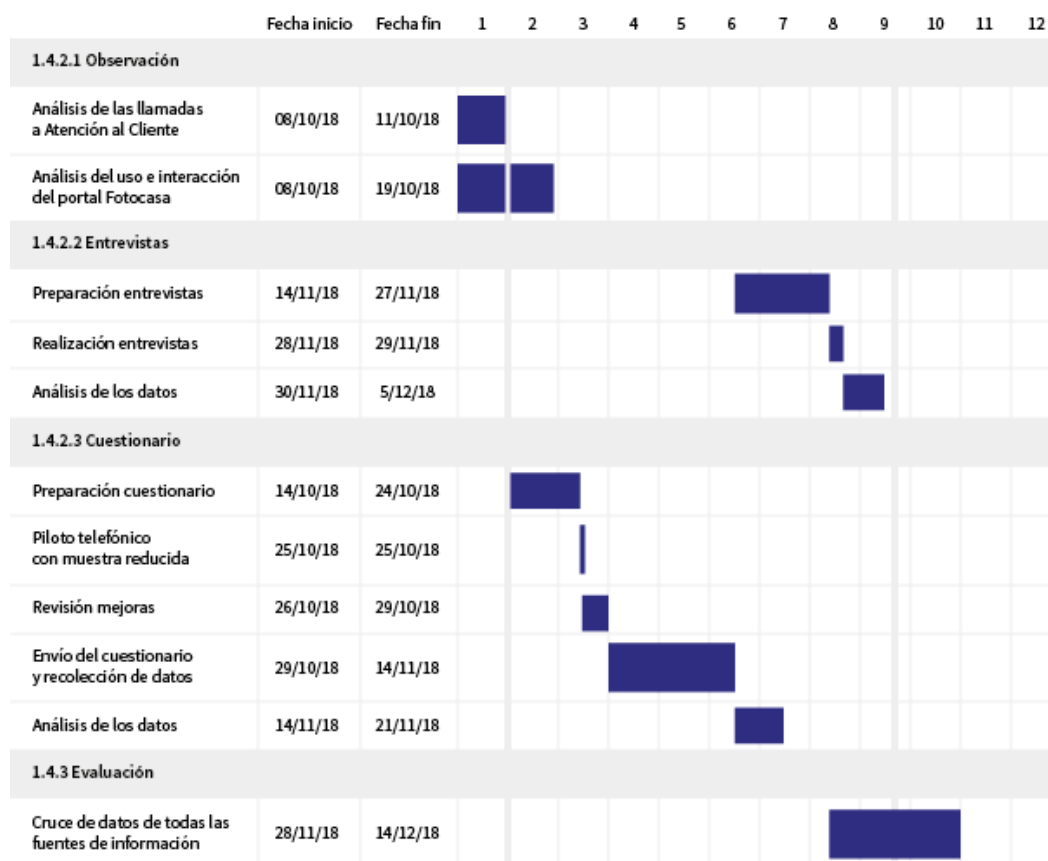 Fecha inicio Fecha fin 1 2 3 4 5 6 7 8 9 10 11 12
1.4.2.1 Observación
Análisis de las llamadas
a Atención al Cliente
08/10/18 11/10/18
Análisis del uso e interacción
del portal Fotocasa
08/10/18 19/10/18
1.4.2.2 Entrevistas
Preparación entrevistas 14/11/18 27/11/18
Realización entrevistas 28/11/18 29/11/18
Análisis de los datos 30/11/18 5/12/18
1.4.2.3 Cuestionario
Preparación cuestionario 14/10/18 24/10/18
Piloto telefónico
con muestra reducida
25/10/18 25/10/18
Revisión mejoras 26/10/18 29/10/18
Envío del cuestionario
y recolección de datos
29/10/18 14/11/18
Análisis de los datos 14/11/18 21/11/18
1.4.3 Evaluación
Cruce de datos de todas las
fuentes de información
28/11/18 14/12/18